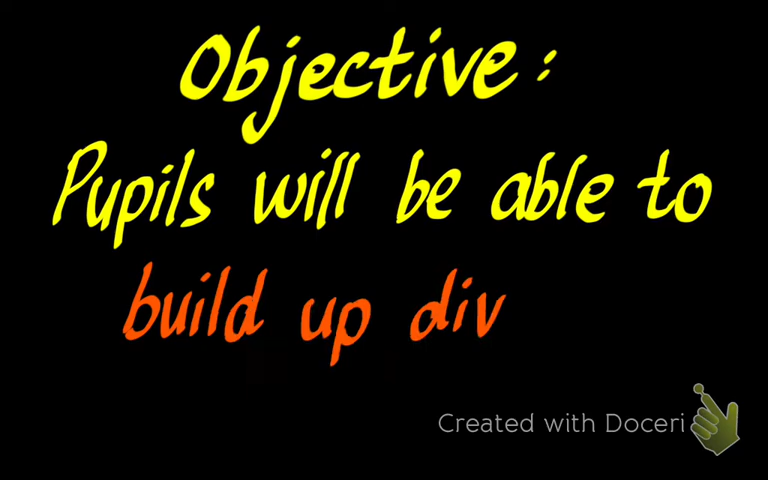 Objective :
Pupils will be able to
build up div
Created with Doceri